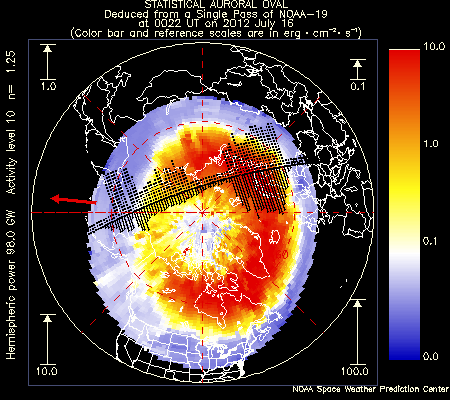 STATISTICAL AURORAL OVAL
Deduced from a Single Pass of NOAA-19
at 0022 UT on 2012 July 16
(Color bar and reference scales are in erg · cm⁻² · s⁻¹)
1.0
0.1
10.0
1.0
0.1
0.0
10.0
100.0
Hemispheric power 98.0 GW Activity level 10 n= 1.25
NOAA Space Weather Prediction Center